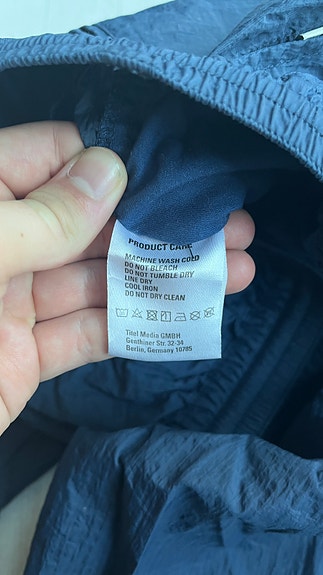 PRODUCT CARE
MACHINE WASH COLD
DO NOT BLEACH
DO NOT TUMBLE DRY
LINE DRY
COOL IRON
DO NOT DRY CLEAN
Titel Media GMBH
Genthiner Str. 32-34
Berlin, Germany 10785